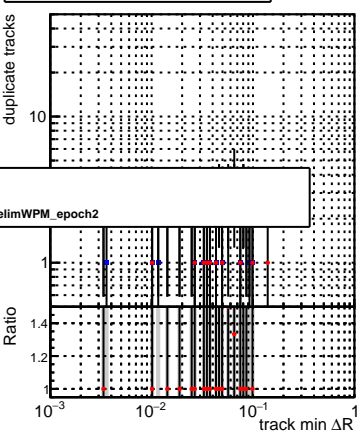 duplicate tracks
10
elimWPM_epoch2
1
Ratio
1.4
1.2
1
10−3
10−2
10−1
1
track min ΔR